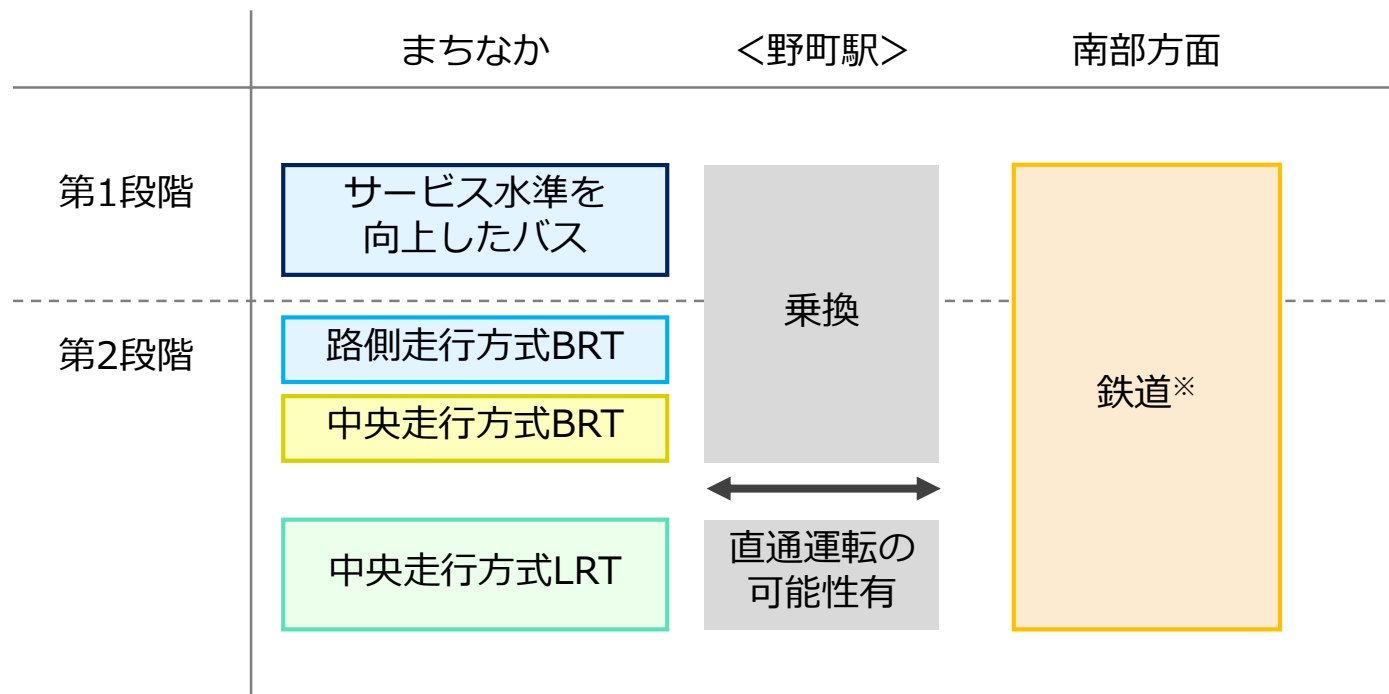 まちなか
＜野町駅＞
南部方面
第1段階
サービス水準を
向上したバス
乗換
鉄道※
第2段階
路側走行方式BRT
中央走行方式BRT
中央走行方式LRT
直通運転の
可能性有